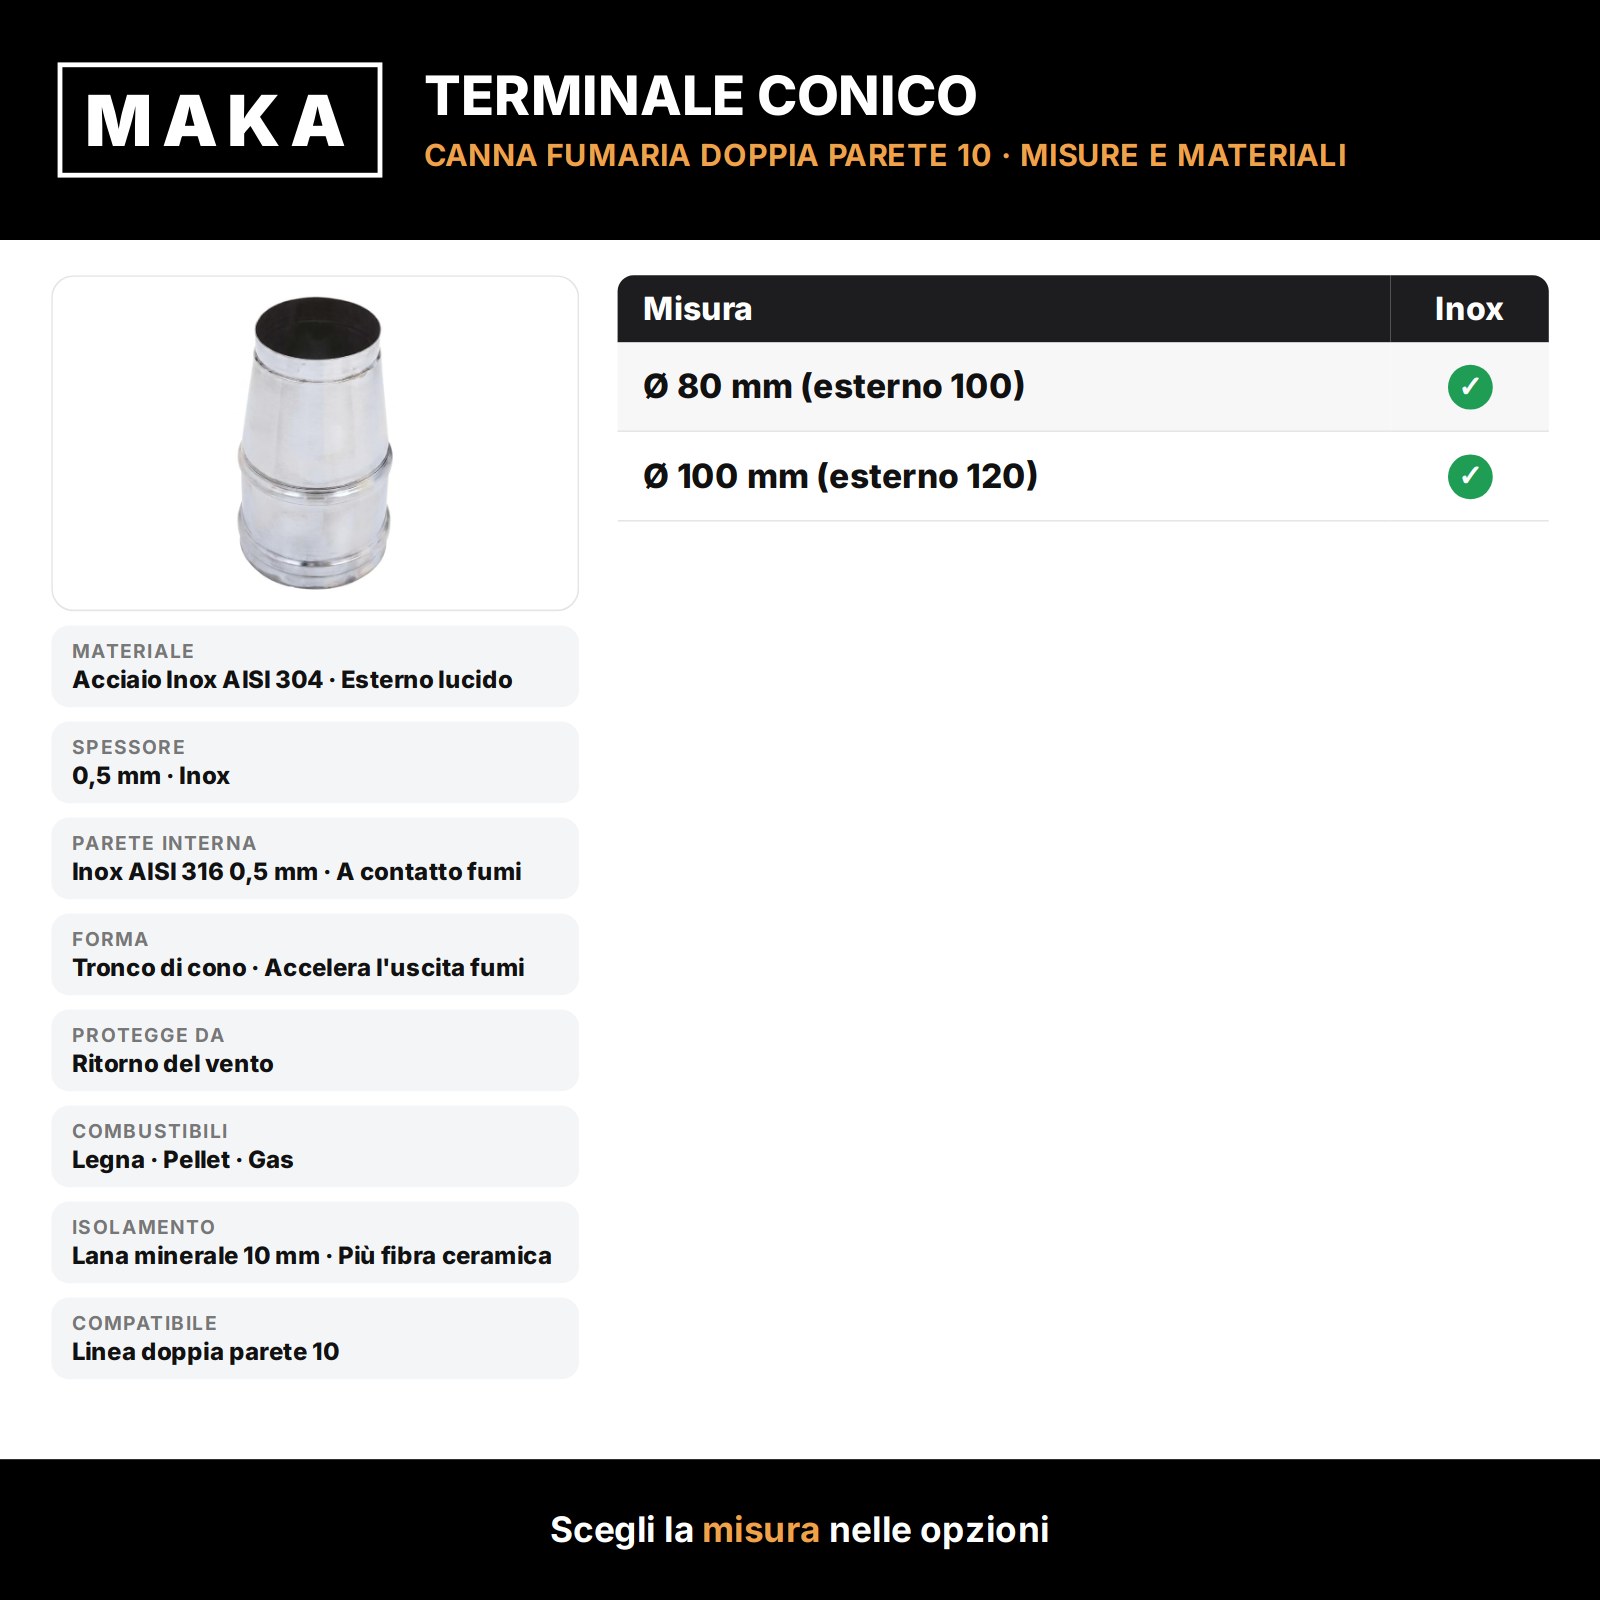 MAKA
TERMINALE CONICO
CANNA FUMARIA DOPPIA PARETE 10 · MISURE E MATERIALI
Misura Inox
Ø 80 mm (esterno 100) ✓
Ø 100 mm (esterno 120) ✓
MATERIALE
Acciaio Inox AISI 304 · Esterno lucido
SPESSORE
0,5 mm · Inox
PARETE INTERNA
Inox AISI 316 0,5 mm · A contatto fumi
FORMA
Tronco di cono · Accelera l'uscita fumi
PROTEGGE DA
Ritorno del vento
COMBUSTIBILI
Legna · Pellet · Gas
ISOLAMENTO
Lana minerale 10 mm · Più fibra ceramica
COMPATIBILE
Linea doppia parete 10
Scegli la misura nelle opzioni